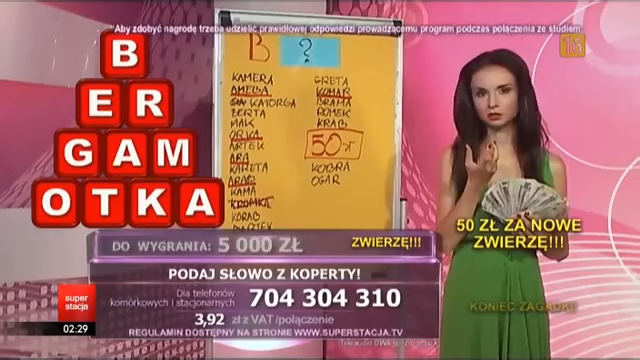 *Aby zdobyć nagrodę trzeba udzielić prawidłowej odpowiedzi prowadzącemu program podczas połączenia ze studiem.
B
E R
G A M
O T K A
B ?
KAMERA
AMEBA
KATORGA
BERTA
MAK
ORKA
ARTEK
ARA
KARETA
ARAB
KAMA
KROMKA
KORAB
GRETA
KOMAR
BRAMA
ROMEK
KRAB
50 zł
KOBRA
OGAR
50 ZŁ ZA NOWE
ZWIERZĘ!!!
DO WYGRANIA: 5 000 ZŁ
ZWIERZĘ!!!
PODAJ SŁOWO Z KOPERTY!
Dla telefonów
komórkowych i stacjonarnych
704 304 310
3,92 zł z VAT/połączenie
REGULAMIN DOSTĘPNY NA STRONIE WWW.SUPERSTACJA.TV
KONIEC ZAGADKI!
super
stacja
02:29